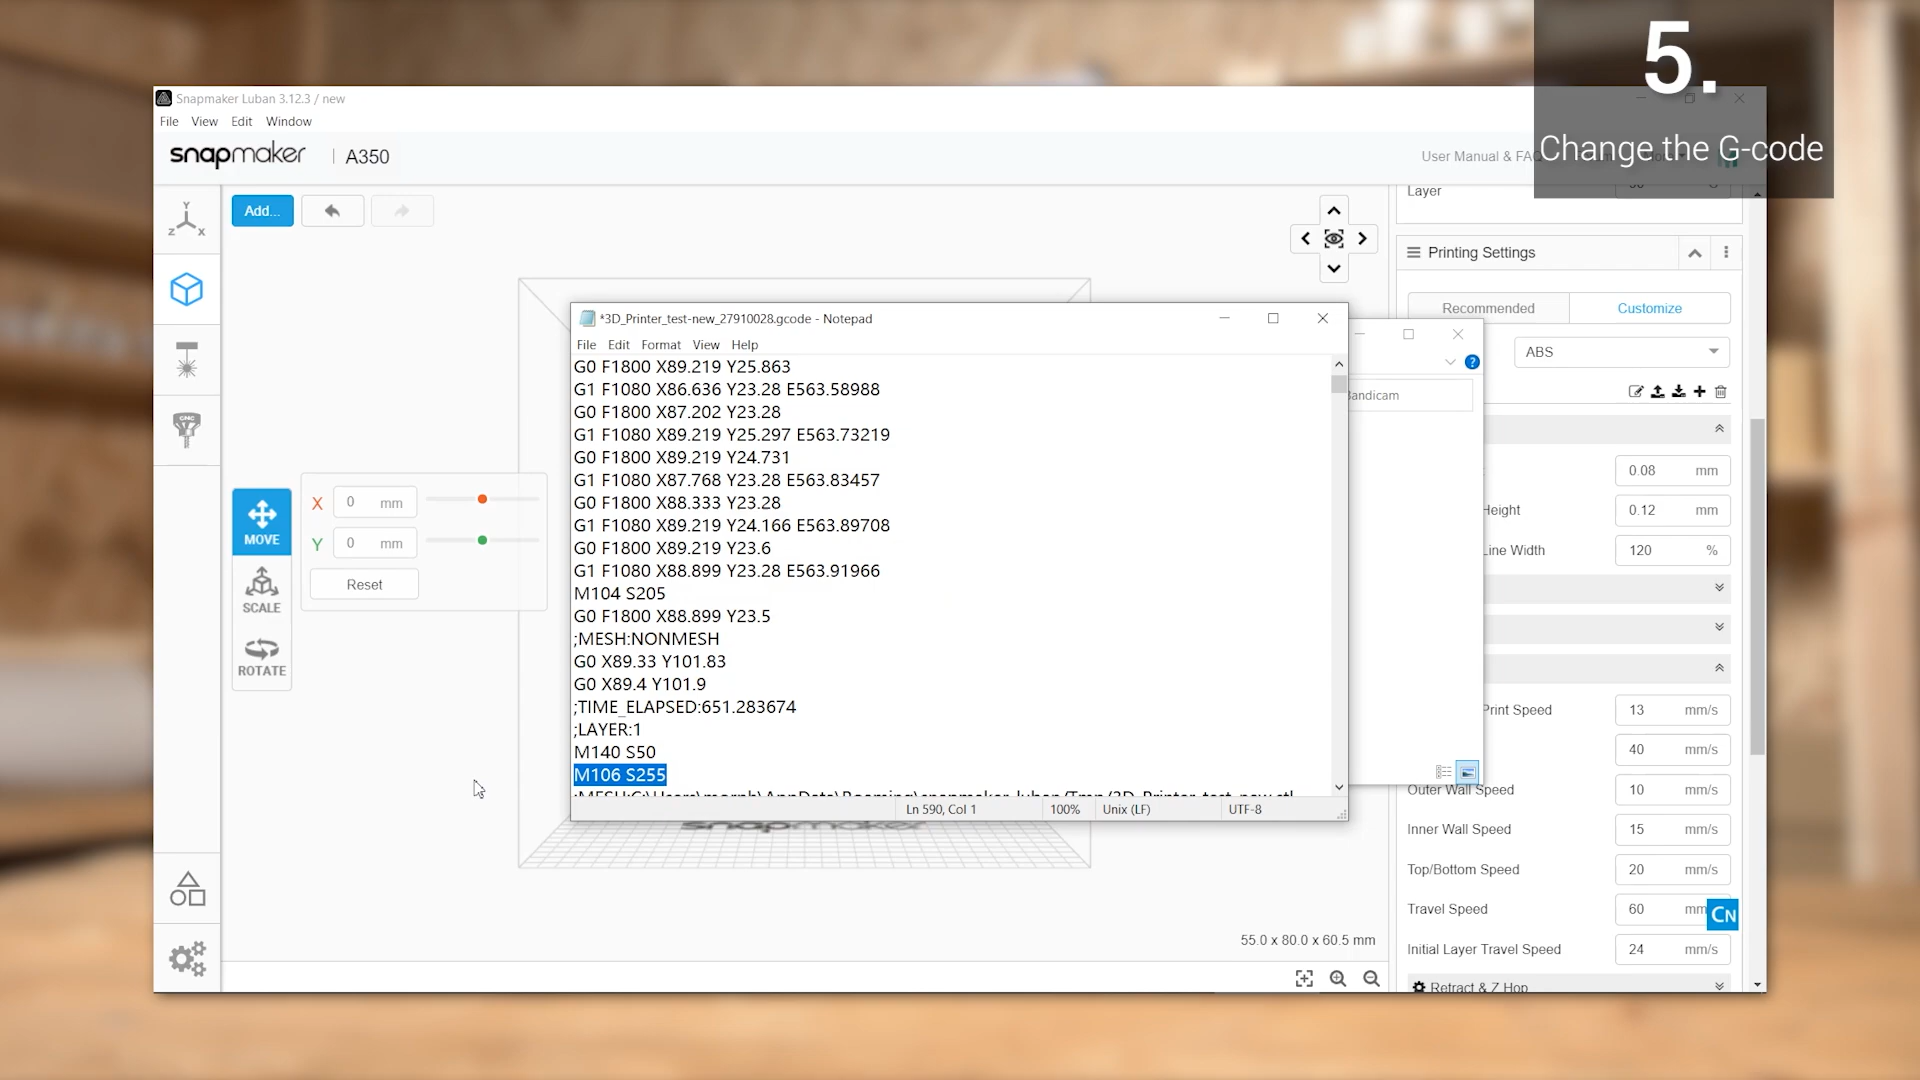 5.
Change the G-code
Snapmaker Luban 3.12.3 / new
File View Edit Window
snapmaker | A350
User Manual & FAQ
Add...
Layer
Printing Settings
Recommended Customize
ABS
*3D_Printer_test-new_27910028.gcode - Notepad
File Edit Format View Help
G0 F1800 X89.219 Y25.863
G1 F1080 X86.636 Y23.28 E563.58988
G0 F1800 X87.202 Y23.28
G1 F1080 X89.219 Y25.297 E563.73219
G0 F1800 X89.219 Y24.731
G1 F1080 X87.768 Y23.28 E563.83457
G0 F1800 X88.333 Y23.28
G1 F1080 X89.219 Y24.166 E563.89708
G0 F1800 X89.219 Y23.6
G1 F1080 X88.899 Y23.28 E563.91966
M104 S205
G0 F1800 X88.899 Y23.5
;MESH:NONMESH
G0 X89.33 Y101.83
G0 X89.4 Y101.9
;TIME_ELAPSED:651.283674
;LAYER:1
M140 S50
M106 S255
Ln 590, Col 1 100% Unix (LF) UTF-8
Bandicam
X 0 mm
Y 0 mm
Reset
MOVE
SCALE
ROTATE
CNC
Y
Z X
0.08 mm
Height 0.12 mm
Line Width 120 %
Print Speed 13 mm/s
40 mm/s
Outer Wall Speed 10 mm/s
Inner Wall Speed 15 mm/s
Top/Bottom Speed 20 mm/s
Travel Speed 60 mm
CN
Initial Layer Travel Speed 24 mm/s
Retract & Z Hop
snapmaker
55.0 x 80.0 x 60.5 mm